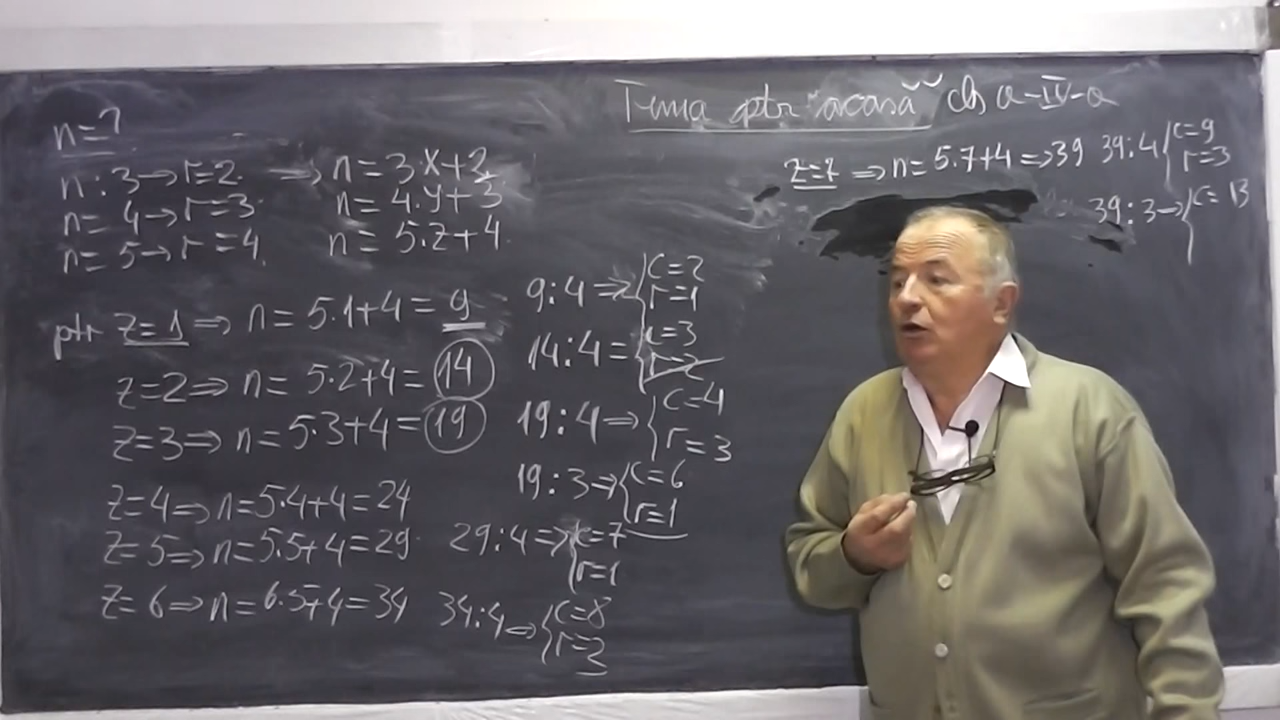 Tema ptr "acasă" cls a-IV-a
n=?
n:3→r=2 ⇒ n=3.x+2
n=4→r=3 n=4.y+3
n=5→r=4 n=5.z+4
ptr z=1⇒n=5.1+4=9
z=2⇒n=5.2+4=14
z=3⇒n=5.3+4=19
z=4⇒n=5.4+4=24
z=5⇒n=5.5+4=29
z=6⇒n=6.5+4=34
9:4⇒{c=2
r=1
14:4={c=3
r=2
19:4⇒{c=4
r=3
19:3⇒{c=6
r=1
29:4⇒{c=7
r=1
34:4⇒{c=8
r=2
z=7⇒n=5.7+4⇒39 39:4{c=9
r=3
39:3→{c=13